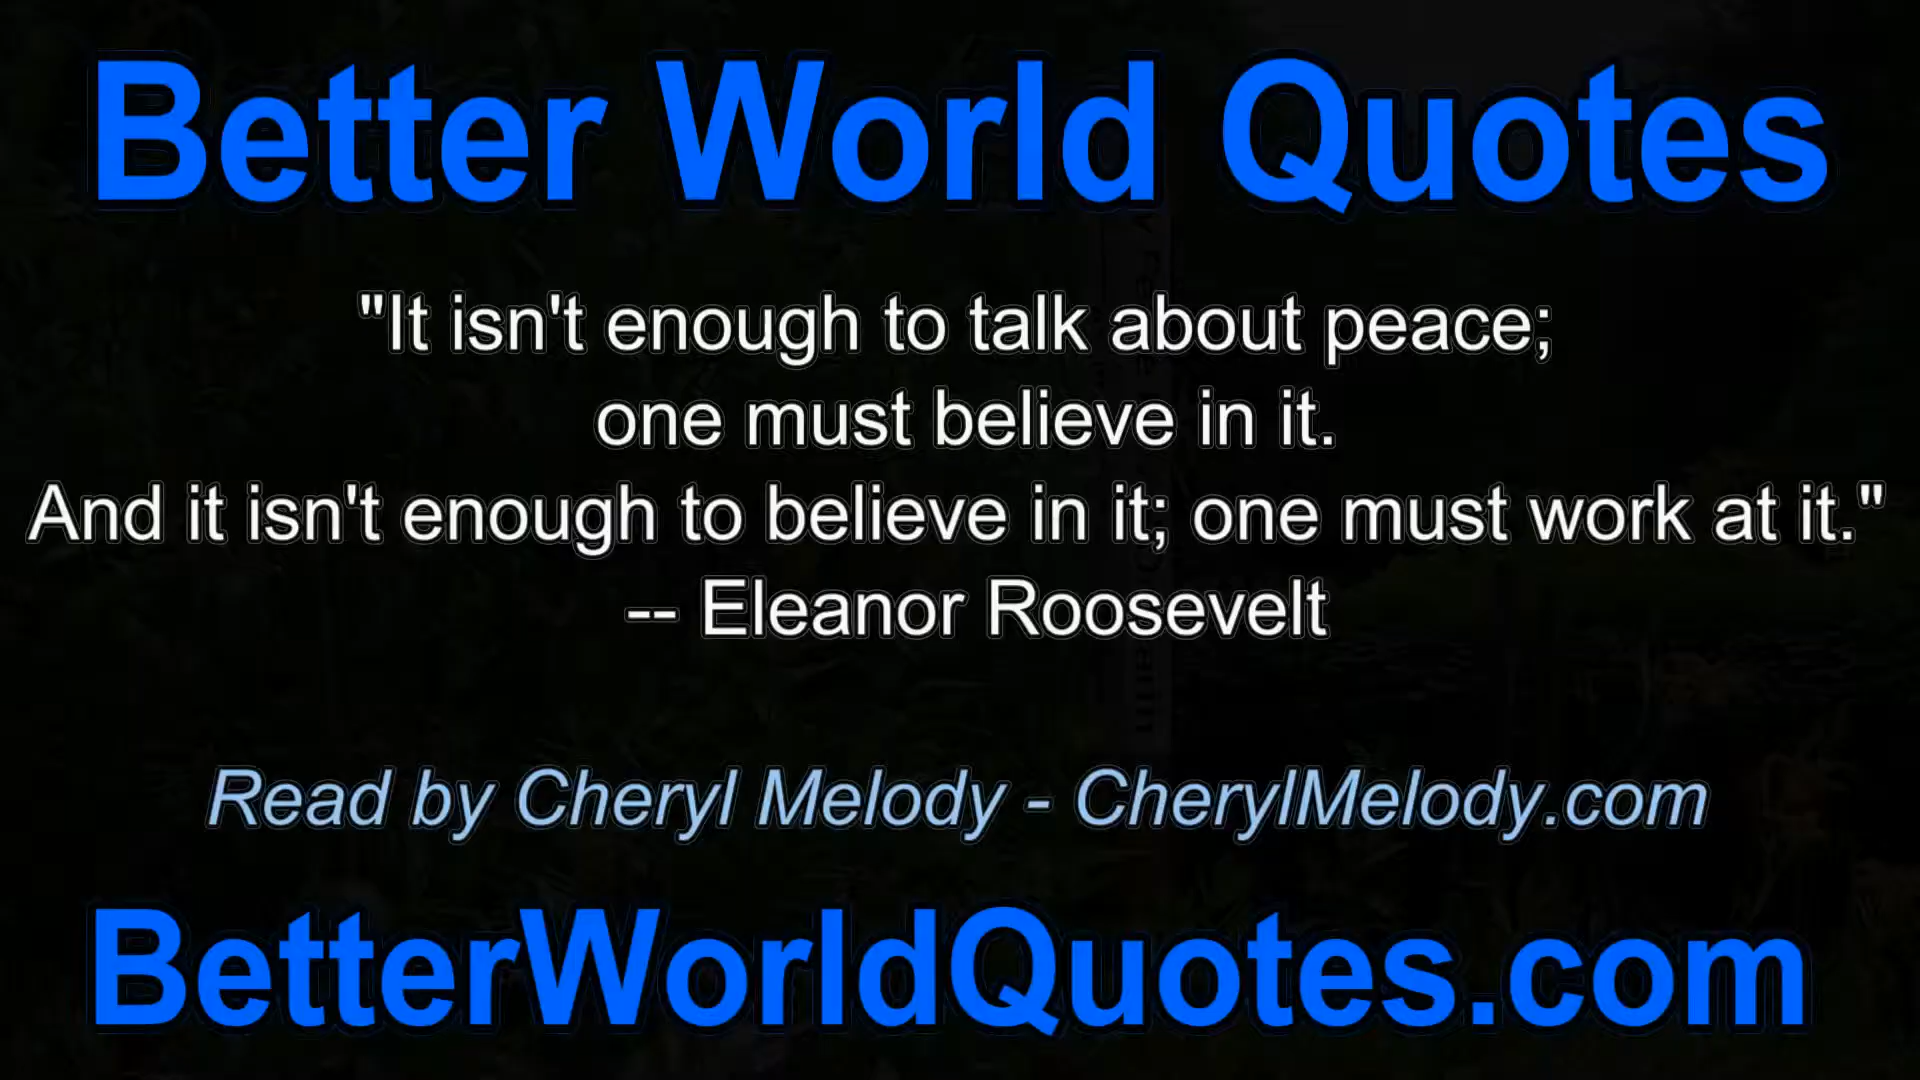 Better World Quotes
"It isn't enough to talk about peace;
one must believe in it.
And it isn't enough to believe in it; one must work at it."
-- Eleanor Roosevelt
Read by Cheryl Melody - CherylMelody.com
BetterWorldQuotes.com